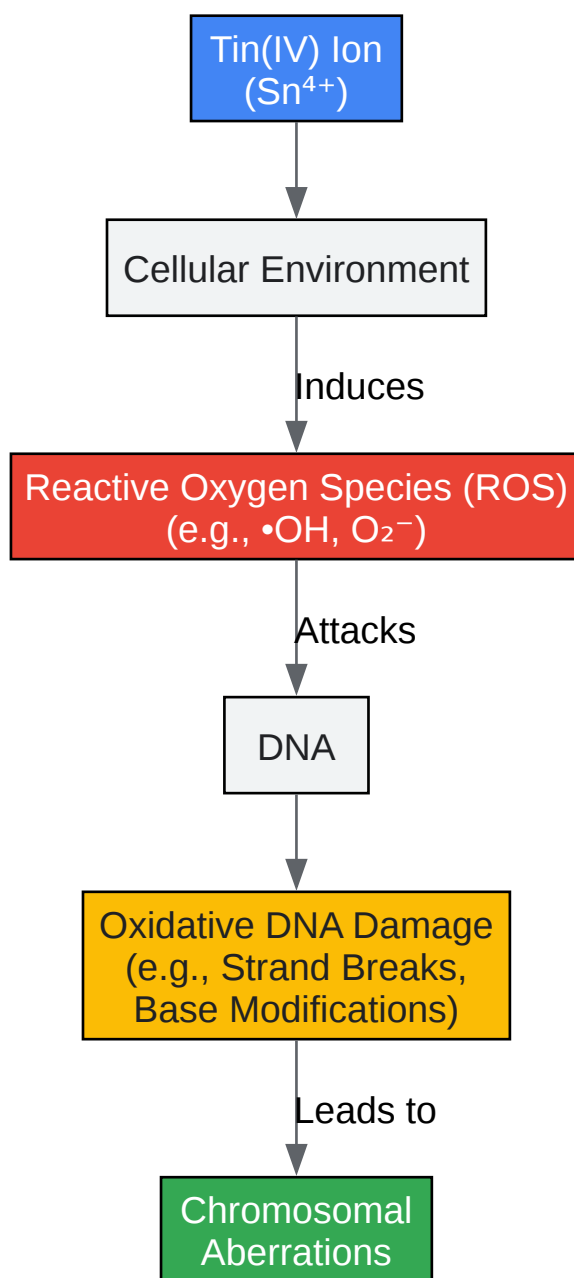 Tin(IV) Ion
(Sn⁴⁺)
Cellular Environment
Induces
Reactive Oxygen Species (ROS)
(e.g., •OH, O₂⁻)
Attacks
DNA
Oxidative DNA Damage
(e.g., Strand Breaks,
Base Modifications)
Leads to
Chromosomal
Aberrations